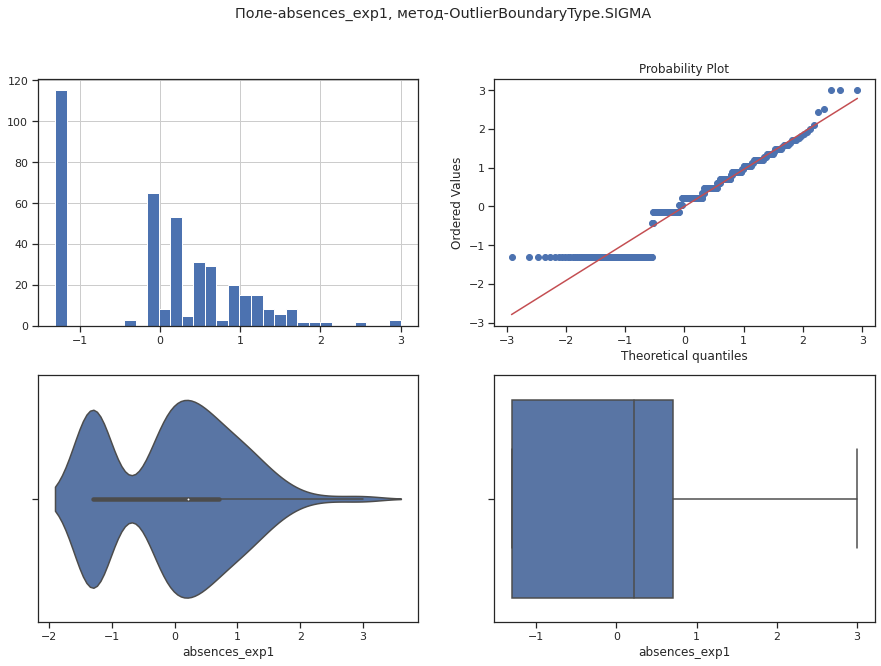 Поле-absences_exp1, метод-OutlierBoundaryType.SIGMA
120
100
80
60
40
20
0
−1 0 1 2 3
Probability Plot
3
2
1
0
−1
−2
−3
Ordered Values
−3 −2 −1 0 1 2 3
Theoretical quantiles
−2 −1 0 1 2 3
absences_exp1
−1 0 1 2 3
absences_exp1